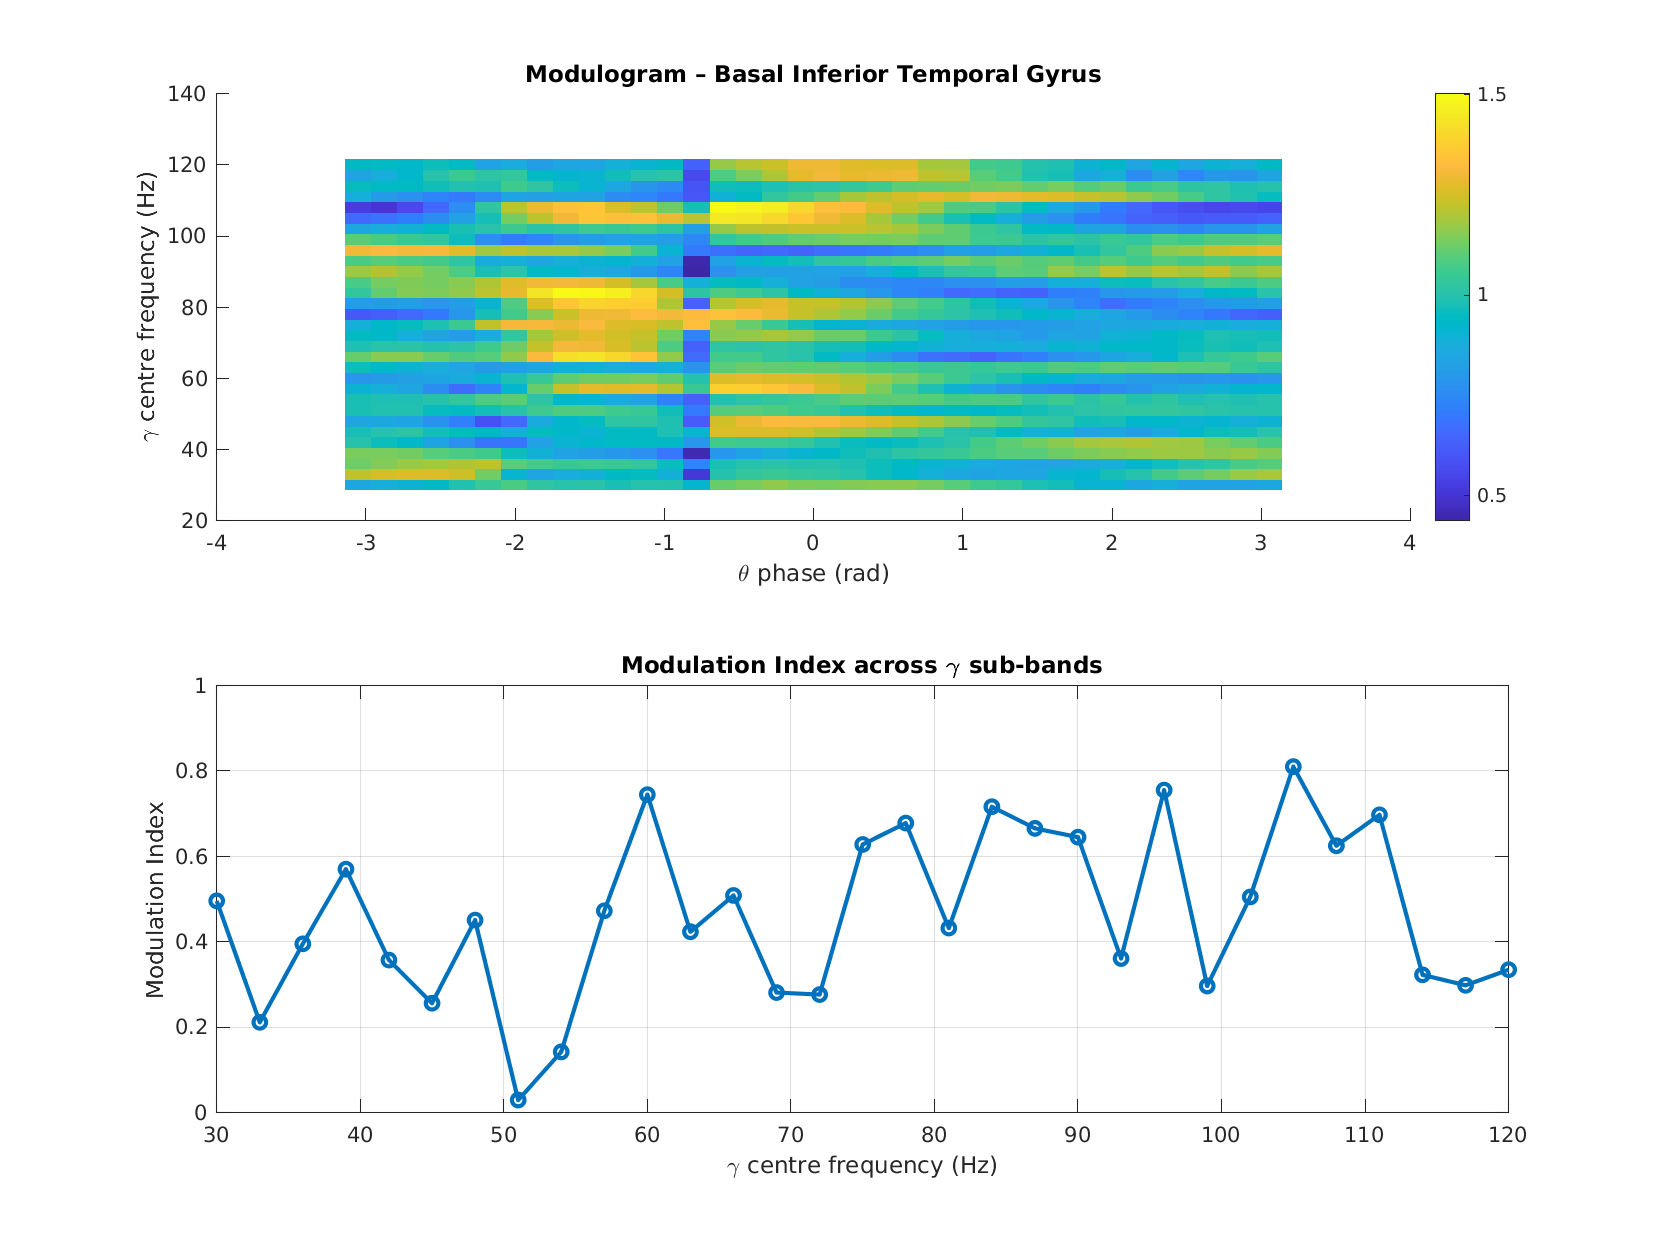 Modulogram – Basal Inferior Temporal Gyrus
140
120
100
80
60
40
20
γ centre frequency (Hz)
-4 -3 -2 -1 0 1 2 3 4
θ phase (rad)
1.5
1
0.5
Modulation Index across γ sub-bands
1
0.8
0.6
0.4
0.2
0
Modulation Index
30 40 50 60 70 80 90 100 110 120
γ centre frequency (Hz)